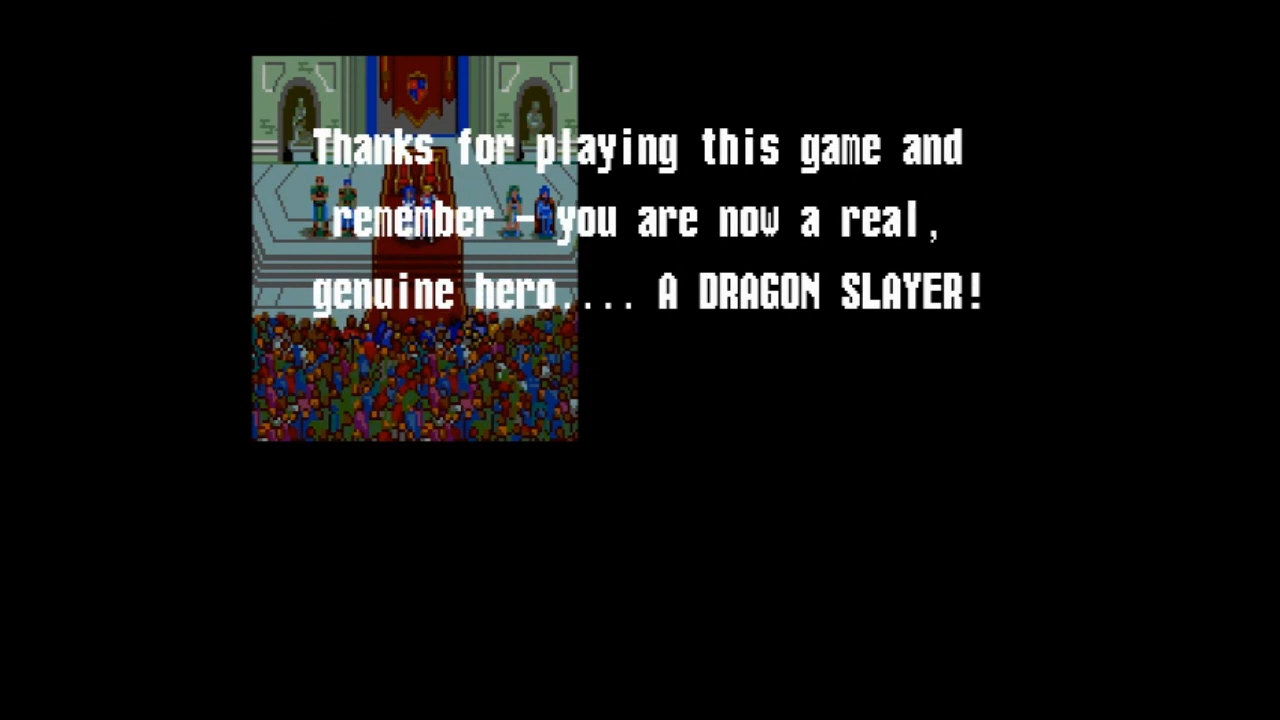 Thanks for playing this game and
remember - you are now a real,
genuine hero.... A DRAGON SLAYER!